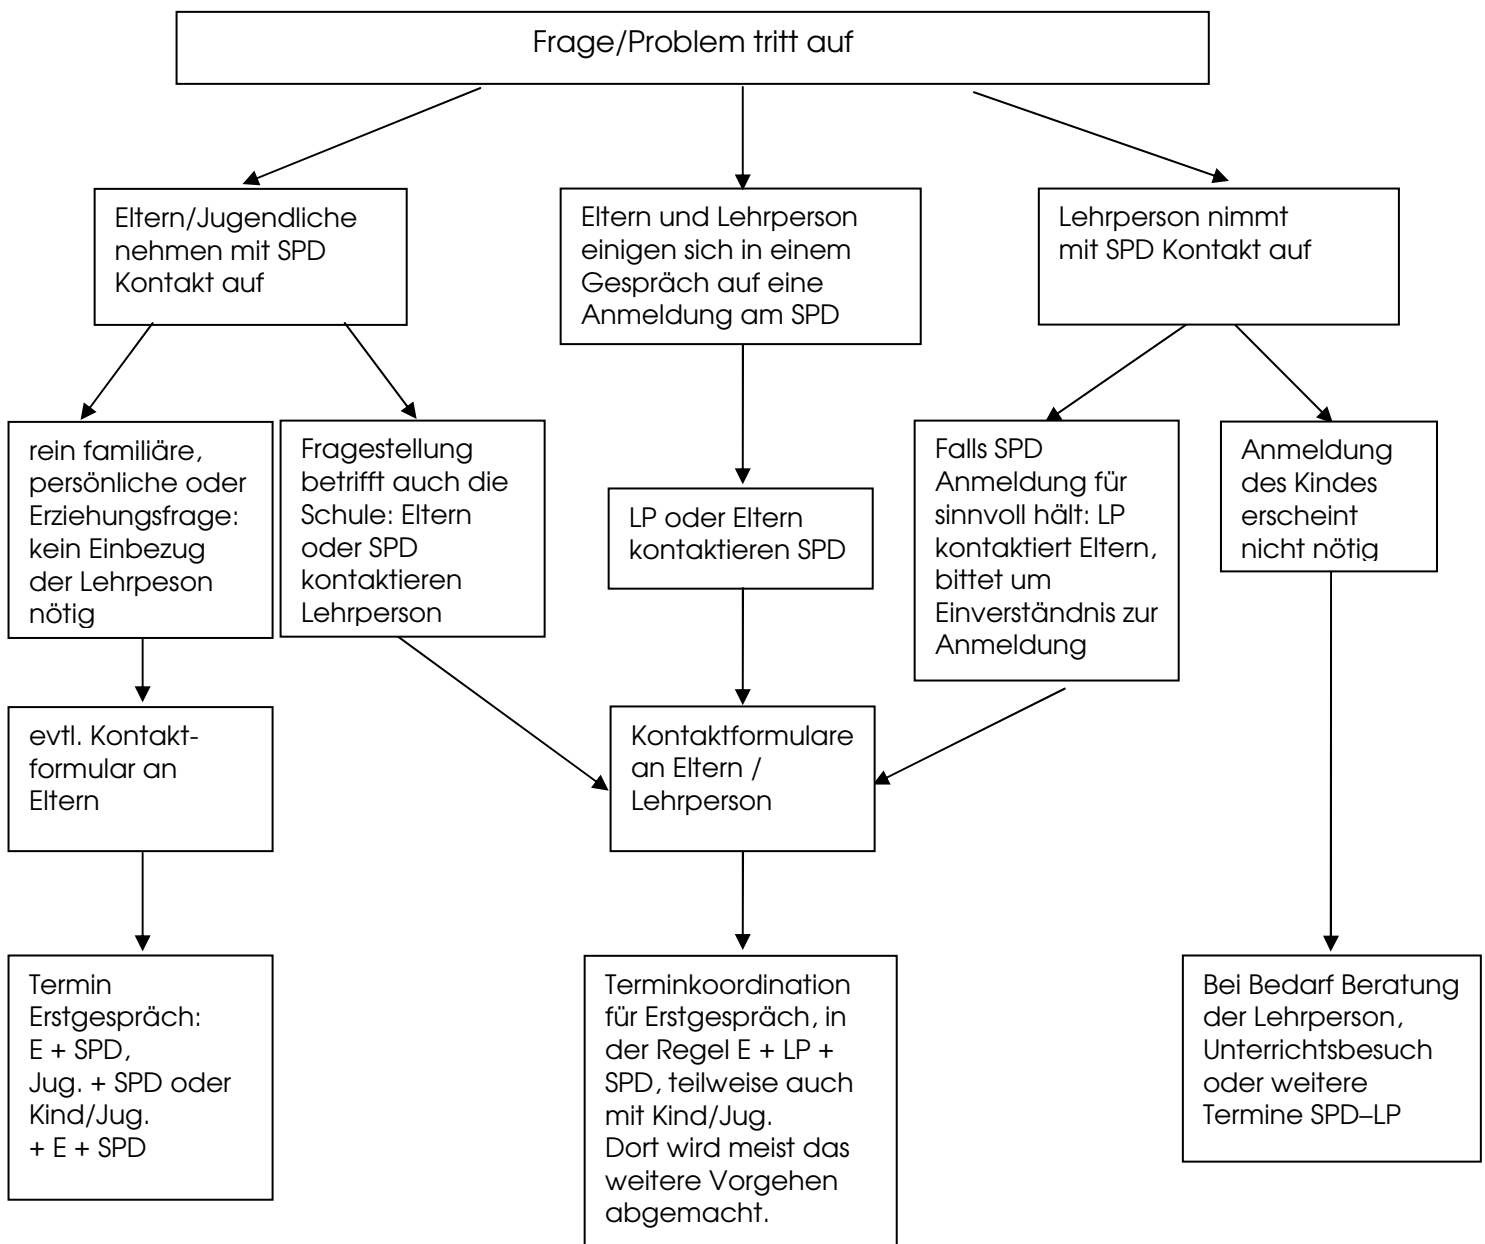 Frage/Problem tritt auf
Eltern/Jugendliche
nehmen mit SPD
Kontakt auf
Eltern und Lehrperson
einigen sich in einem
Gespräch auf eine
Anmeldung am SPD
Lehrperson nimmt
mit SPD Kontakt auf
rein familiäre,
persönliche oder
Erziehungsfrage:
kein Einbezug
der Lehrpeson
nötig
Fragestellung
betrifft auch die
Schule: Eltern
oder SPD
kontaktieren
Lehrperson
LP oder Eltern
kontaktieren SPD
Falls SPD
Anmeldung für
sinnvoll hält: LP
kontaktiert Eltern,
bittet um
Einverständnis zur
Anmeldung
Anmeldung
des Kindes
erscheint
nicht nötig
evtl. Kontakt-
formular an
Eltern
Kontaktformulare
an Eltern /
Lehrperson
Termin
Erstgespräch:
E + SPD,
Jug. + SPD oder
Kind/Jug.
+ E + SPD
Terminkoordination
für Erstgespräch, in
der Regel E + LP +
SPD, teilweise auch
mit Kind/Jug.
Dort wird meist das
weitere Vorgehen
abgemacht.
Bei Bedarf Beratung
der Lehrperson,
Unterrichtsbesuch
oder weitere
Termine SPD–LP